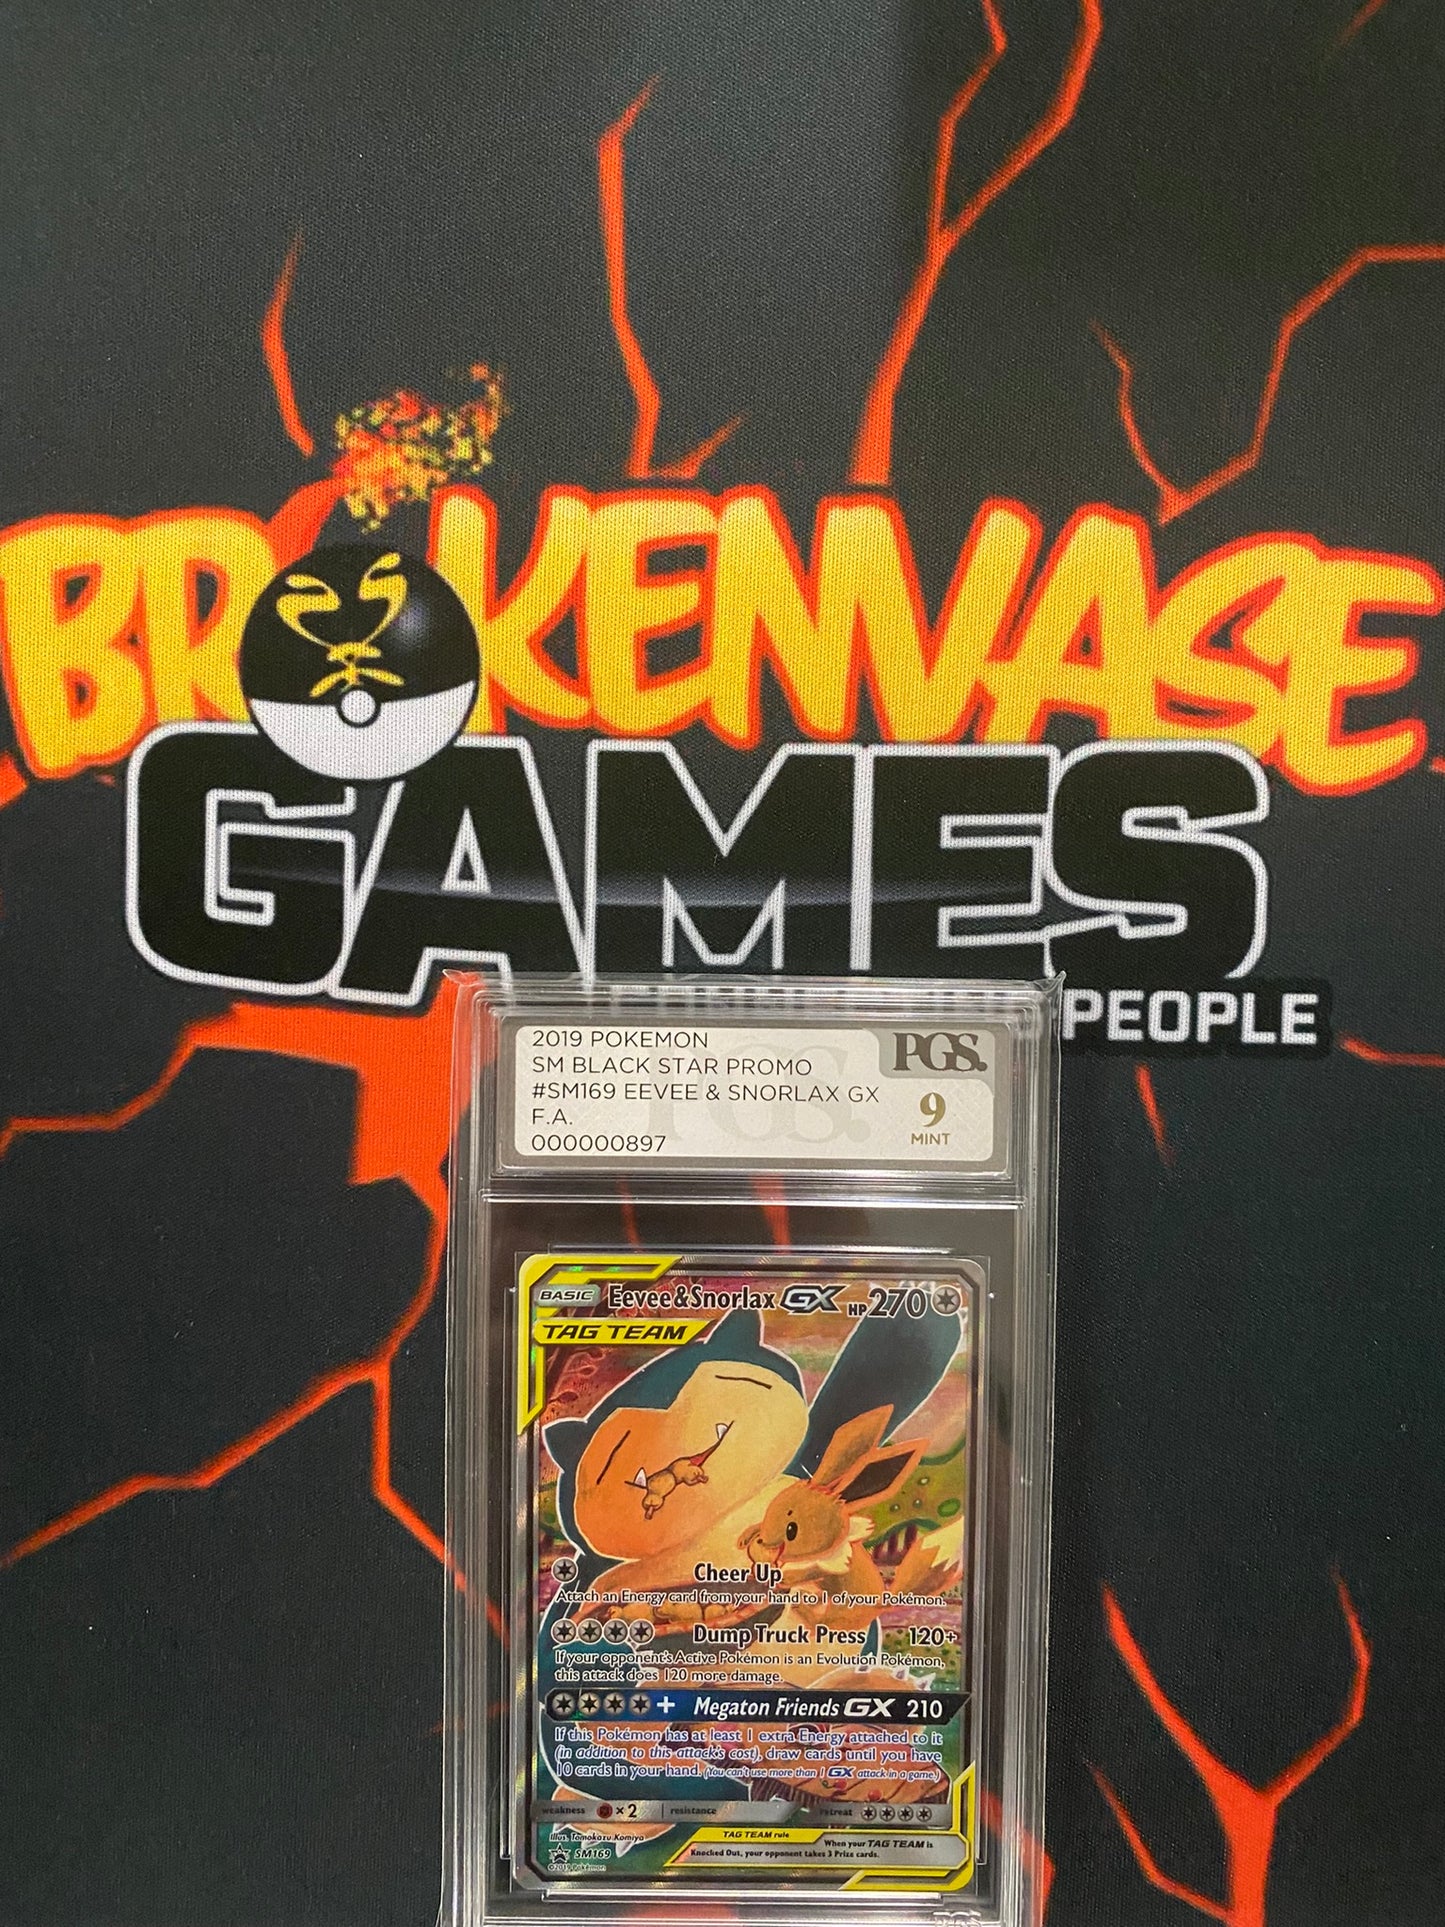 BROKENVASE
GAMES
PEOPLE
2019 POKEMON
SM BLACK STAR PROMO
#SM169 EEVEE & SNORLAX GX
F.A.
000000897
PGS.
9
MINT
BASIC Eevee&Snorlax GX HP270
TAG TEAM
Cheer Up
Attach an Energy card from your hand to 1 of your Pokémon.
Dump Truck Press 120+
If your opponent's Active Pokémon is an Evolution Pokémon,
this attack does 120 more damage.
+ Megaton Friends GX 210
If this Pokémon has at least 1 extra Energy attached to it
(in addition to this attack's cost), draw cards until you have
10 cards in your hand. (You can't use more than 1 GX attack in a game.)
weakness ×2 resistance retreat
Illus. Tomokazu Komiya
SM169
©2019 Pokémon
TAG TEAM rule
When your TAG TEAM is
Knocked Out, your opponent takes 3 Prize cards.